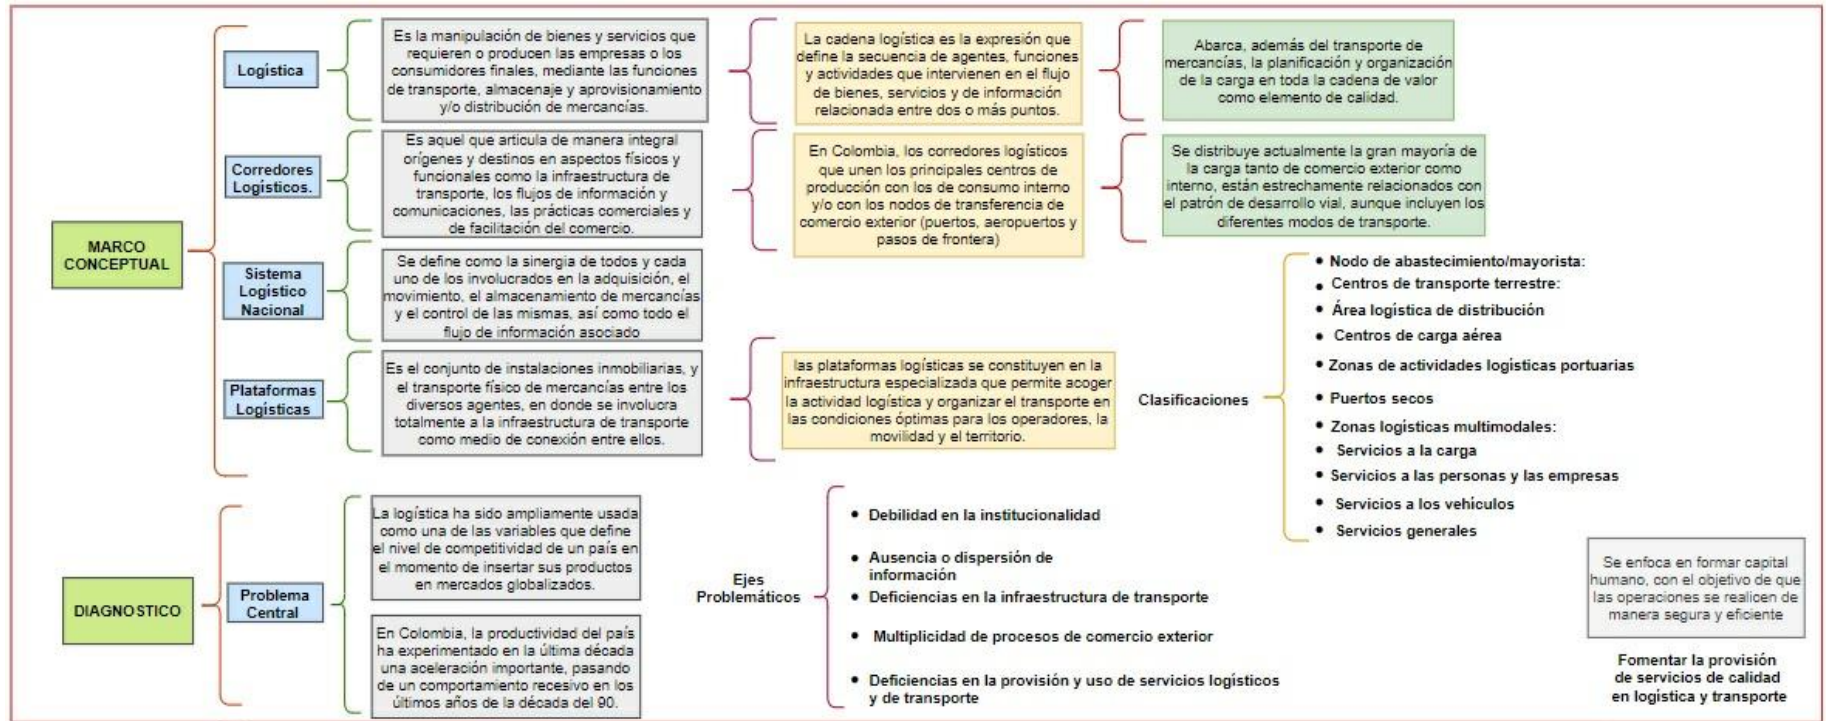 MARCO
CONCEPTUAL
Logística
Es la manipulación de bienes y servicios que
requieren o producen las empresas o los
consumidores finales, mediante las funciones
de transporte, almacenaje y aprovisionamiento
y/o distribución de mercancías.
La cadena logística es la expresión que
define la secuencia de agentes, funciones
y actividades que intervienen en el flujo
de bienes, servicios y de información
relacionada entre dos o más puntos.
Abarca, además del transporte de
mercancías, la planificación y organización
de la carga en toda la cadena de valor
como elemento de calidad.
Corredores
Logísticos.
Es aquel que articula de manera integral
orígenes y destinos en aspectos físicos y
funcionales como la infraestructura de
transporte, los flujos de información y
comunicaciones, las prácticas comerciales y
de facilitación del comercio.
En Colombia, los corredores logísticos
que unen los principales centros de
producción con los de consumo interno
y/o con los nodos de transferencia de
comercio exterior (puertos, aeropuertos y
pasos de frontera)
Se distribuye actualmente la gran mayoría de
la carga tanto de comercio exterior como
interno, están estrechamente relacionados con
el patrón de desarrollo vial, aunque incluyen los
diferentes modos de transporte.
Sistema
Logístico
Nacional
Se define como la sinergia de todos y cada
uno de los involucrados en la adquisición, el
movimiento, el almacenamiento de mercancías
y el control de las mismas, así como todo el
flujo de información asociado
Plataformas
Logísticas
Es el conjunto de instalaciones inmobiliarias, y
el transporte físico de mercancías entre los
diversos agentes, en donde se involucra
totalmente a la infraestructura de transporte
como medio de conexión entre ellos.
las plataformas logísticas se constituyen en la
infraestructura especializada que permite acoger
la actividad logística y organizar el transporte en
las condiciones óptimas para los operadores, la
movilidad y el territorio.
Clasificaciones
• Nodo de abastecimiento/mayorista:
• Centros de transporte terrestre:
• Área logística de distribución
• Centros de carga aérea
• Zonas de actividades logísticas portuarias
• Puertos secos
• Zonas logísticas multimodales:
• Servicios a la carga
• Servicios a las personas y las empresas
• Servicios a los vehículos
• Servicios generales
DIAGNOSTICO
Problema
Central
La logística ha sido ampliamente usada
como una de las variables que define
el nivel de competitividad de un país en
el momento de insertar sus productos
en mercados globalizados.
En Colombia, la productividad del país
ha experimentado en la última década
una aceleración importante, pasando
de un comportamiento recesivo en los
últimos años de la década del 90.
Ejes
Problemáticos
• Debilidad en la institucionalidad
• Ausencia o dispersión de
información
• Deficiencias en la infraestructura de transporte
• Multiplicidad de procesos de comercio exterior
• Deficiencias en la provisión y uso de servicios logísticos
y de transporte
Se enfoca en formar capital
humano, con el objetivo de que
las operaciones se realicen de
manera segura y eficiente
Fomentar la provisión
de servicios de calidad
en logística y transporte